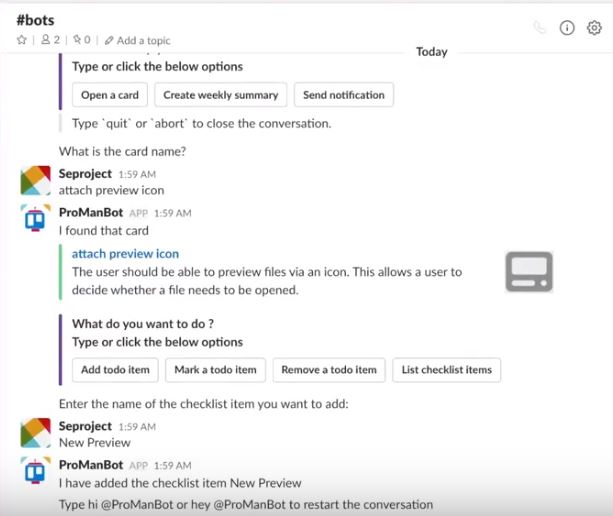 #bots
2
0
Add a topic
Today
Type or click the below options
Open a card
Create weekly summary
Send notification
Type `quit` or `abort` to close the conversation.
What is the card name?
Seproject 1:59 AM
attach preview icon
ProManBot APP 1:59 AM
I found that card
attach preview icon
The user should be able to preview files via an icon. This allows a user to
decide whether a file needs to be opened.
What do you want to do ?
Type or click the below options
Add todo item
Mark a todo item
Remove a todo item
List checklist items
Enter the name of the checklist item you want to add:
Seproject 1:59 AM
New Preview
ProManBot APP 1:59 AM
I have added the checklist item New Preview
Type hi @ProManBot or hey @ProManBot to restart the conversation